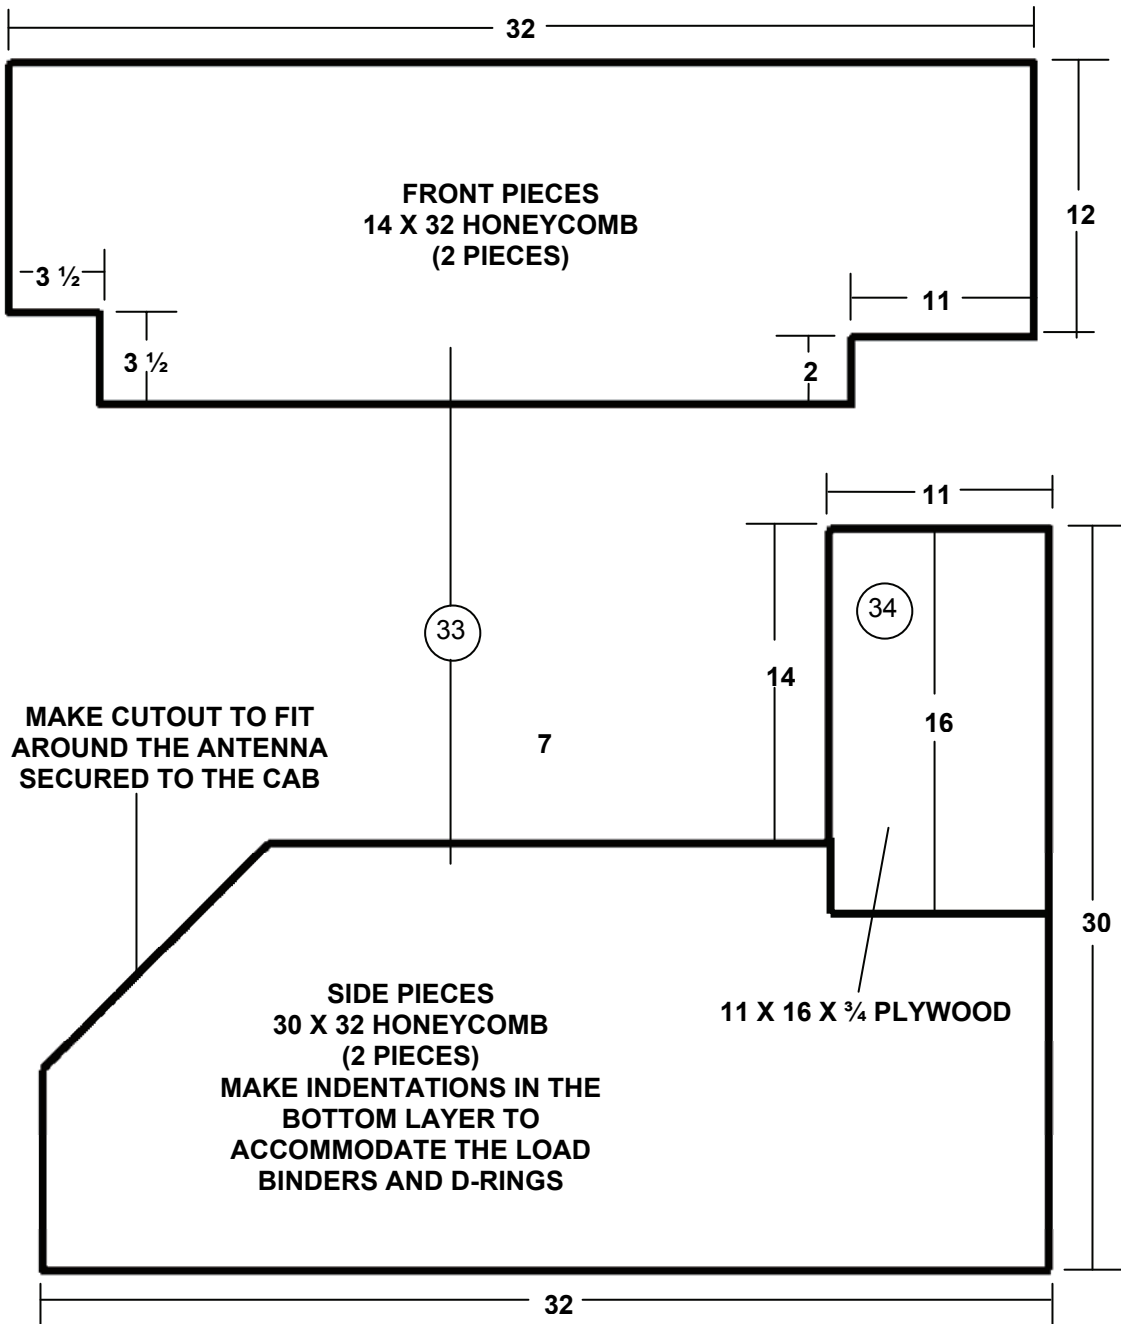 32
FRONT PIECES
14 X 32 HONEYCOMB
(2 PIECES)
12
3 ½
11
3 ½
2
11
34
33
14
16
MAKE CUTOUT TO FIT
AROUND THE ANTENNA
SECURED TO THE CAB
7
30
SIDE PIECES
30 X 32 HONEYCOMB
(2 PIECES)
MAKE INDENTATIONS IN THE
BOTTOM LAYER TO
ACCOMMODATE THE LOAD
BINDERS AND D-RINGS
11 X 16 X ¾ PLYWOOD
32